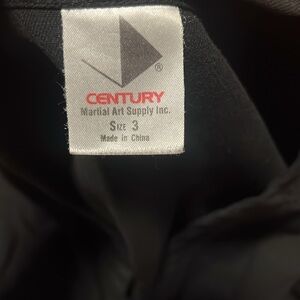 ®
CENTURY
Martial Art Supply Inc.
SIZE 3
Made in China